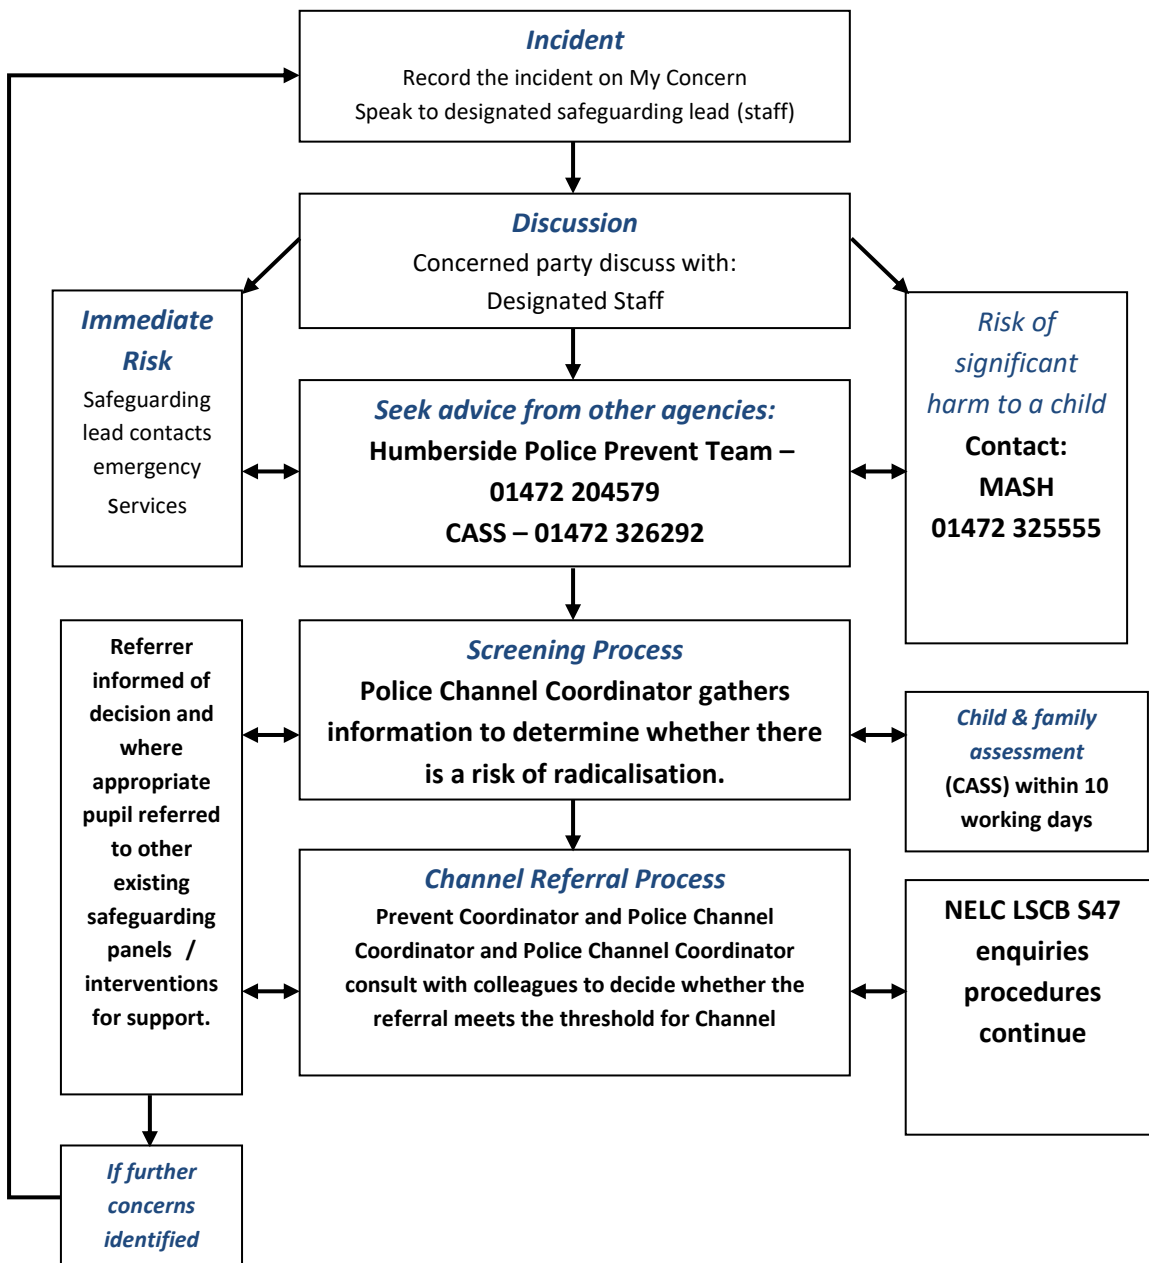 Incident
Record the incident on My Concern
Speak to designated safeguarding lead (staff)
Discussion
Concerned party discuss with:
Designated Staff
Immediate
Risk
Safeguarding
lead contacts
emergency
Services
Seek advice from other agencies:
Humberside Police Prevent Team –
01472 204579
CASS – 01472 326292
Risk of
significant
harm to a child
Contact:
MASH
01472 325555
Referrer
informed of
decision and
where
appropriate
pupil referred
to other
existing
safeguarding
panels /
interventions
for support.
Screening Process
Police Channel Coordinator gathers
information to determine whether there
is a risk of radicalisation.
Child & family
assessment
(CASS) within 10
working days
Channel Referral Process
Prevent Coordinator and Police Channel
Coordinator and Police Channel Coordinator
consult with colleagues to decide whether the
referral meets the threshold for Channel
NELC LSCB S47
enquiries
procedures
continue
If further
concerns
identified